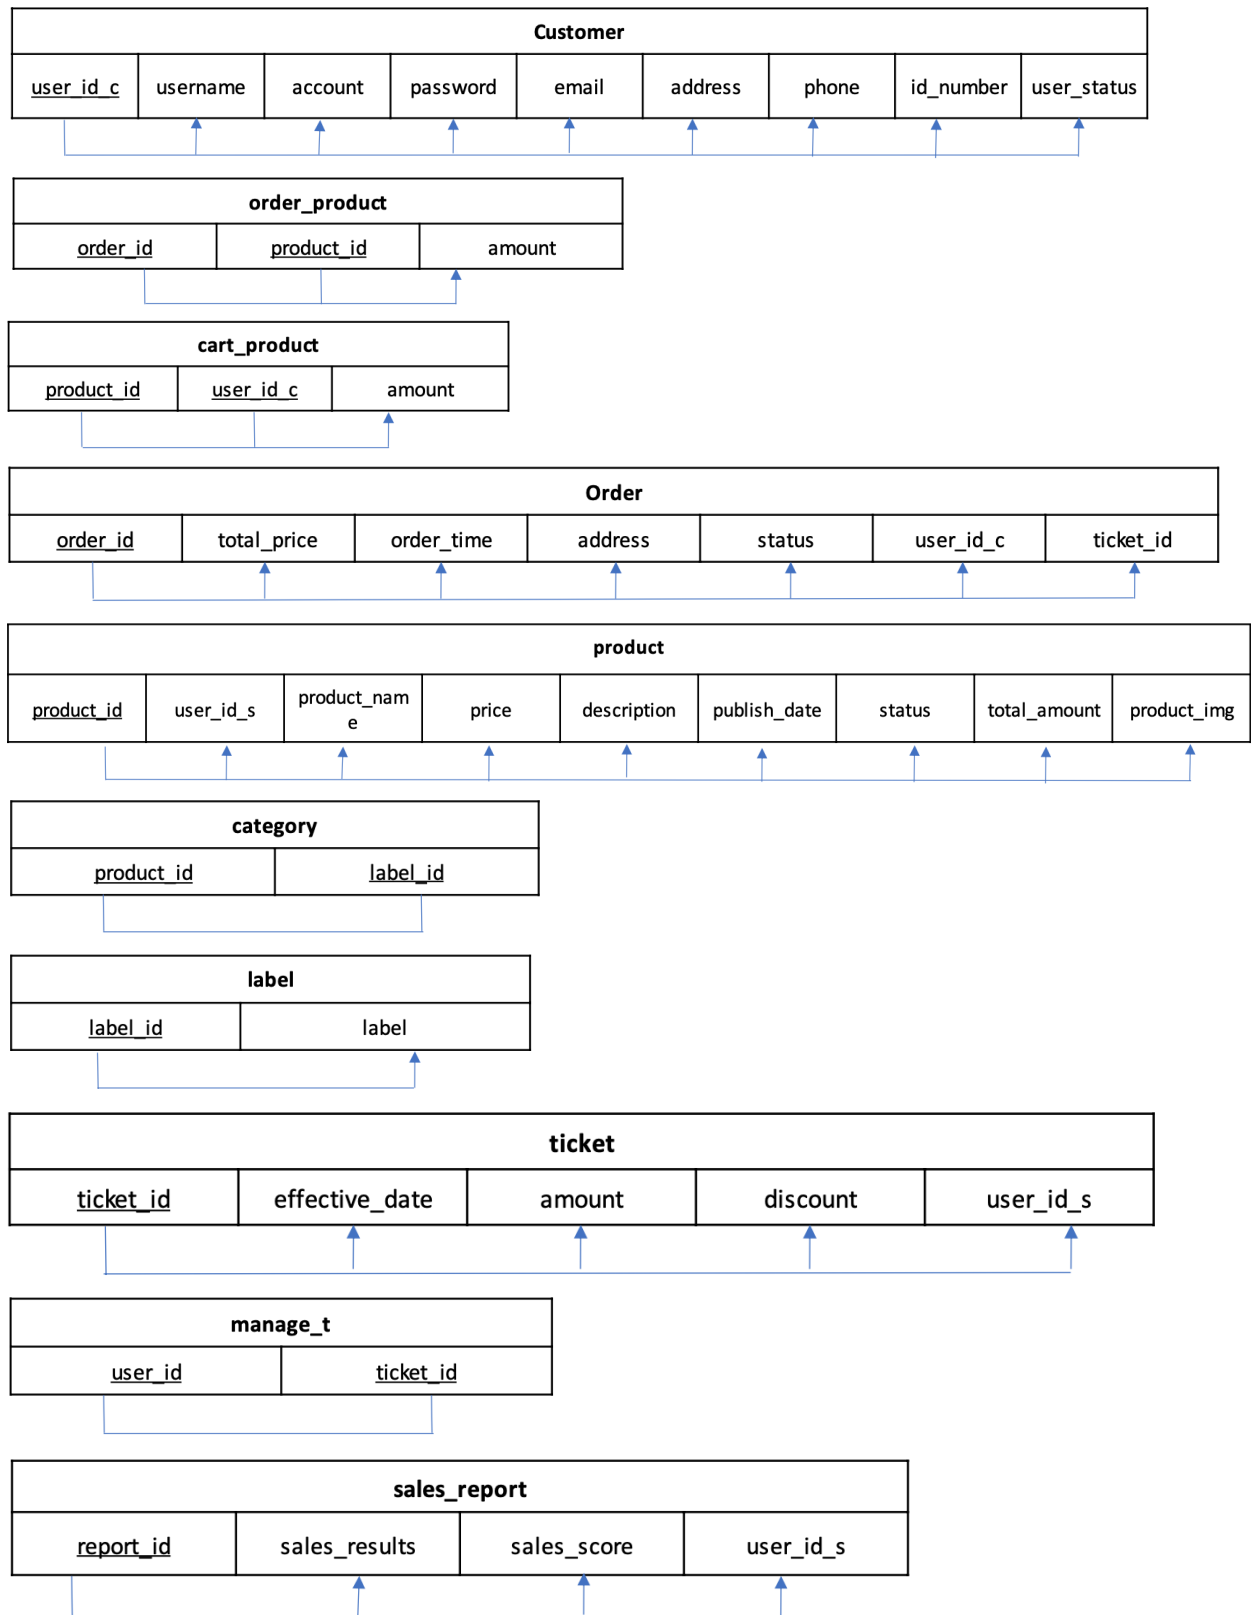 Customer
user_id_c username account password email address phone id_number user_status
order_product
order_id product_id amount
cart_product
product_id user_id_c amount
Order
order_id total_price order_time address status user_id_c ticket_id
product
product_id user_id_s product_nam price description publish_date status total_amount product_img
e
category
product_id label_id
label
label_id label
ticket
ticket_id effective_date amount discount user_id_s
manage_t
user_id ticket_id
sales_report
report_id sales_results sales_score user_id_s